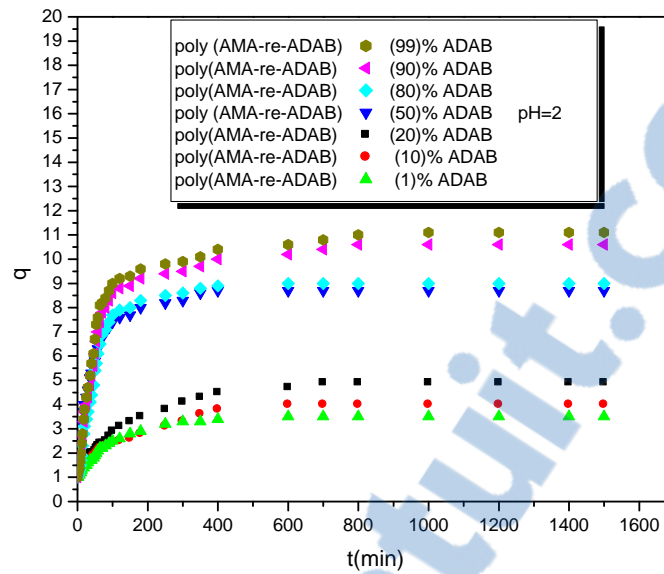 20
19
18
17
16
15
14
13
12
11
10
9
8
7
6
5
4
3
2
1
0
q
poly (AMA-re-ADAB) (99)% ADAB
poly(AMA-re-ADAB) (90)% ADAB
poly(AMA-re-ADAB) (80)% ADAB
poly (AMA-re-ADAB) (50)% ADAB pH=2
poly(AMA-re-ADAB) (20)% ADAB
poly(AMA-re-ADAB) (10)% ADAB
poly(AMA-re-ADAB) (1)% ADAB
0 200 400 600 800 1000 1200 1400 1600
t(min)
tuit.c